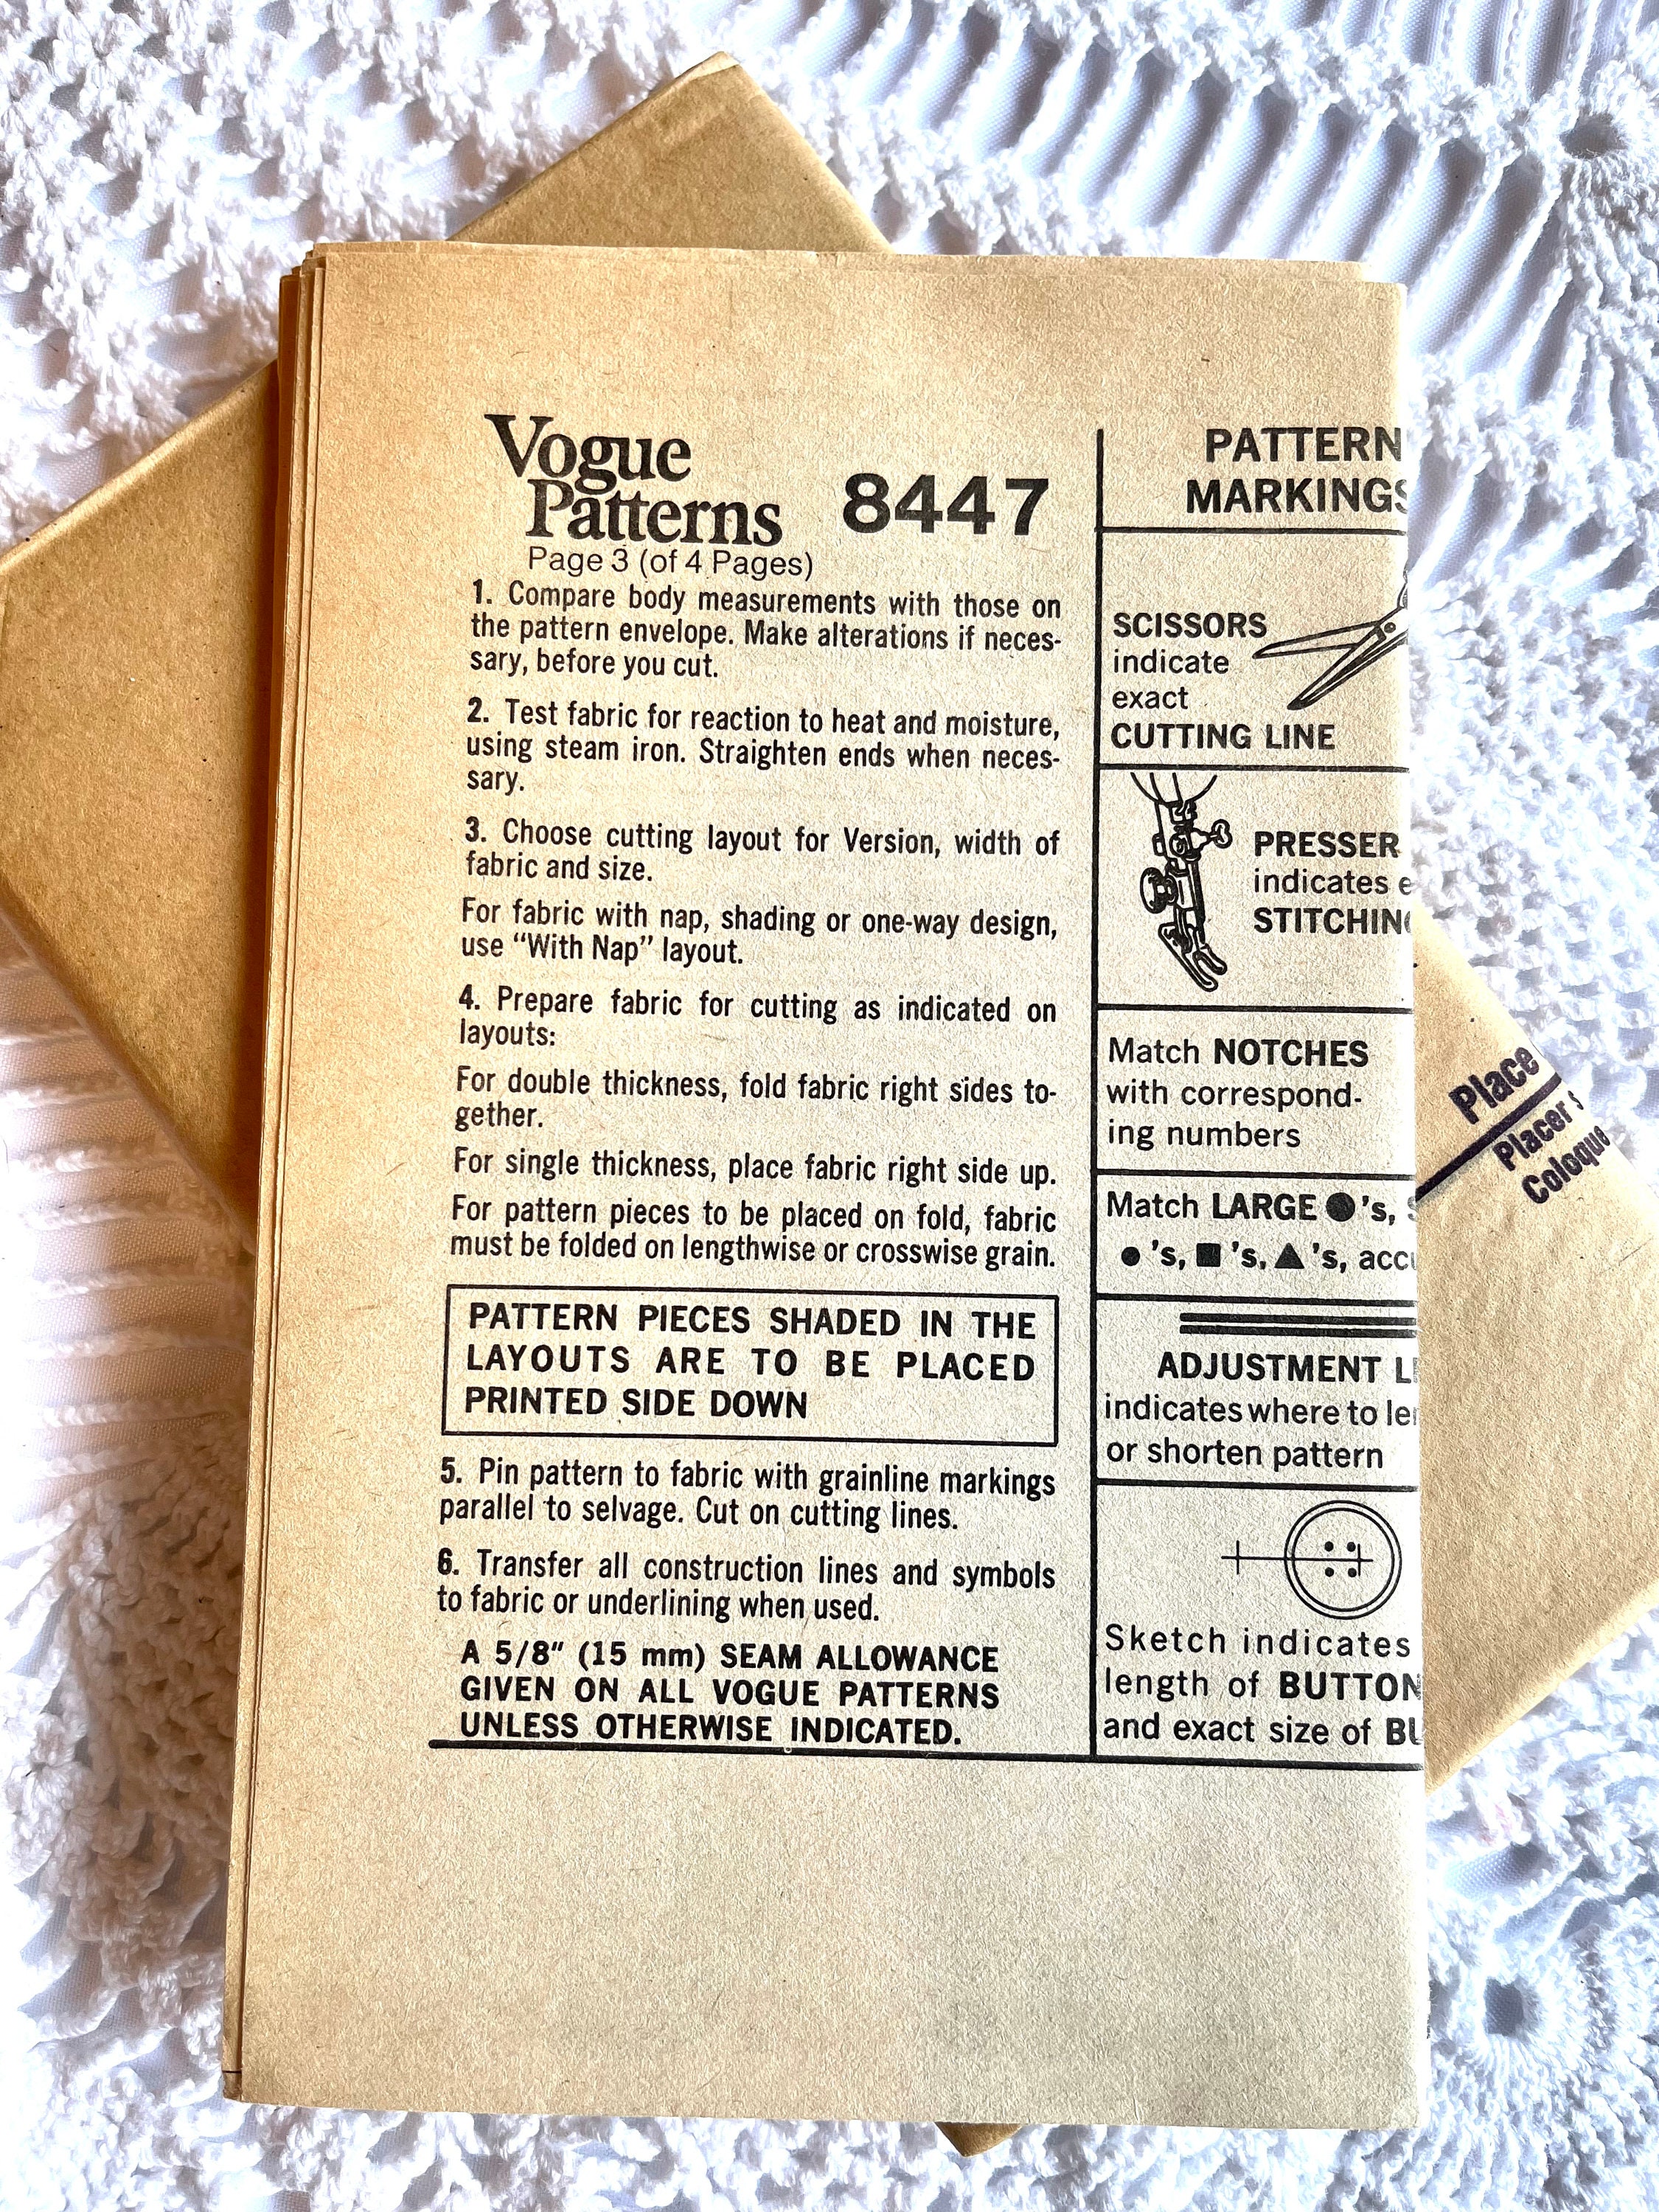 Vogue
Patterns 8447
Page 3 (of 4 Pages)
1. Compare body measurements with those on
the pattern envelope. Make alterations if neces-
sary, before you cut.
2. Test fabric for reaction to heat and moisture,
using steam iron. Straighten ends when neces-
sary.
3. Choose cutting layout for Version, width of
fabric and size.
For fabric with nap, shading or one-way design,
use “With Nap” layout.
4. Prepare fabric for cutting as indicated on
layouts:
For double thickness, fold fabric right sides to-
gether.
For single thickness, place fabric right side up.
For pattern pieces to be placed on fold, fabric
must be folded on lengthwise or crosswise grain.
PATTERN PIECES SHADED IN THE
LAYOUTS ARE TO BE PLACED
PRINTED SIDE DOWN
5. Pin pattern to fabric with grainline markings
parallel to selvage. Cut on cutting lines.
6. Transfer all construction lines and symbols
to fabric or underlining when used.
A 5/8" (15 mm) SEAM ALLOWANCE
GIVEN ON ALL VOGUE PATTERNS
UNLESS OTHERWISE INDICATED.
PATTERN
MARKINGS
SCISSORS
indicate
exact
CUTTING LINE
PRESSER
indicates
STITCHIN
Match NOTCHES
with correspond-
ing numbers
Match LARGE ●'s,
●'s, ■'s, ▲'s, acc
ADJUSTMENT
indicates where to le
or shorten pattern
Sketch indicates
length of BUTTON
and exact size of BU
Place
Placer
Coloque